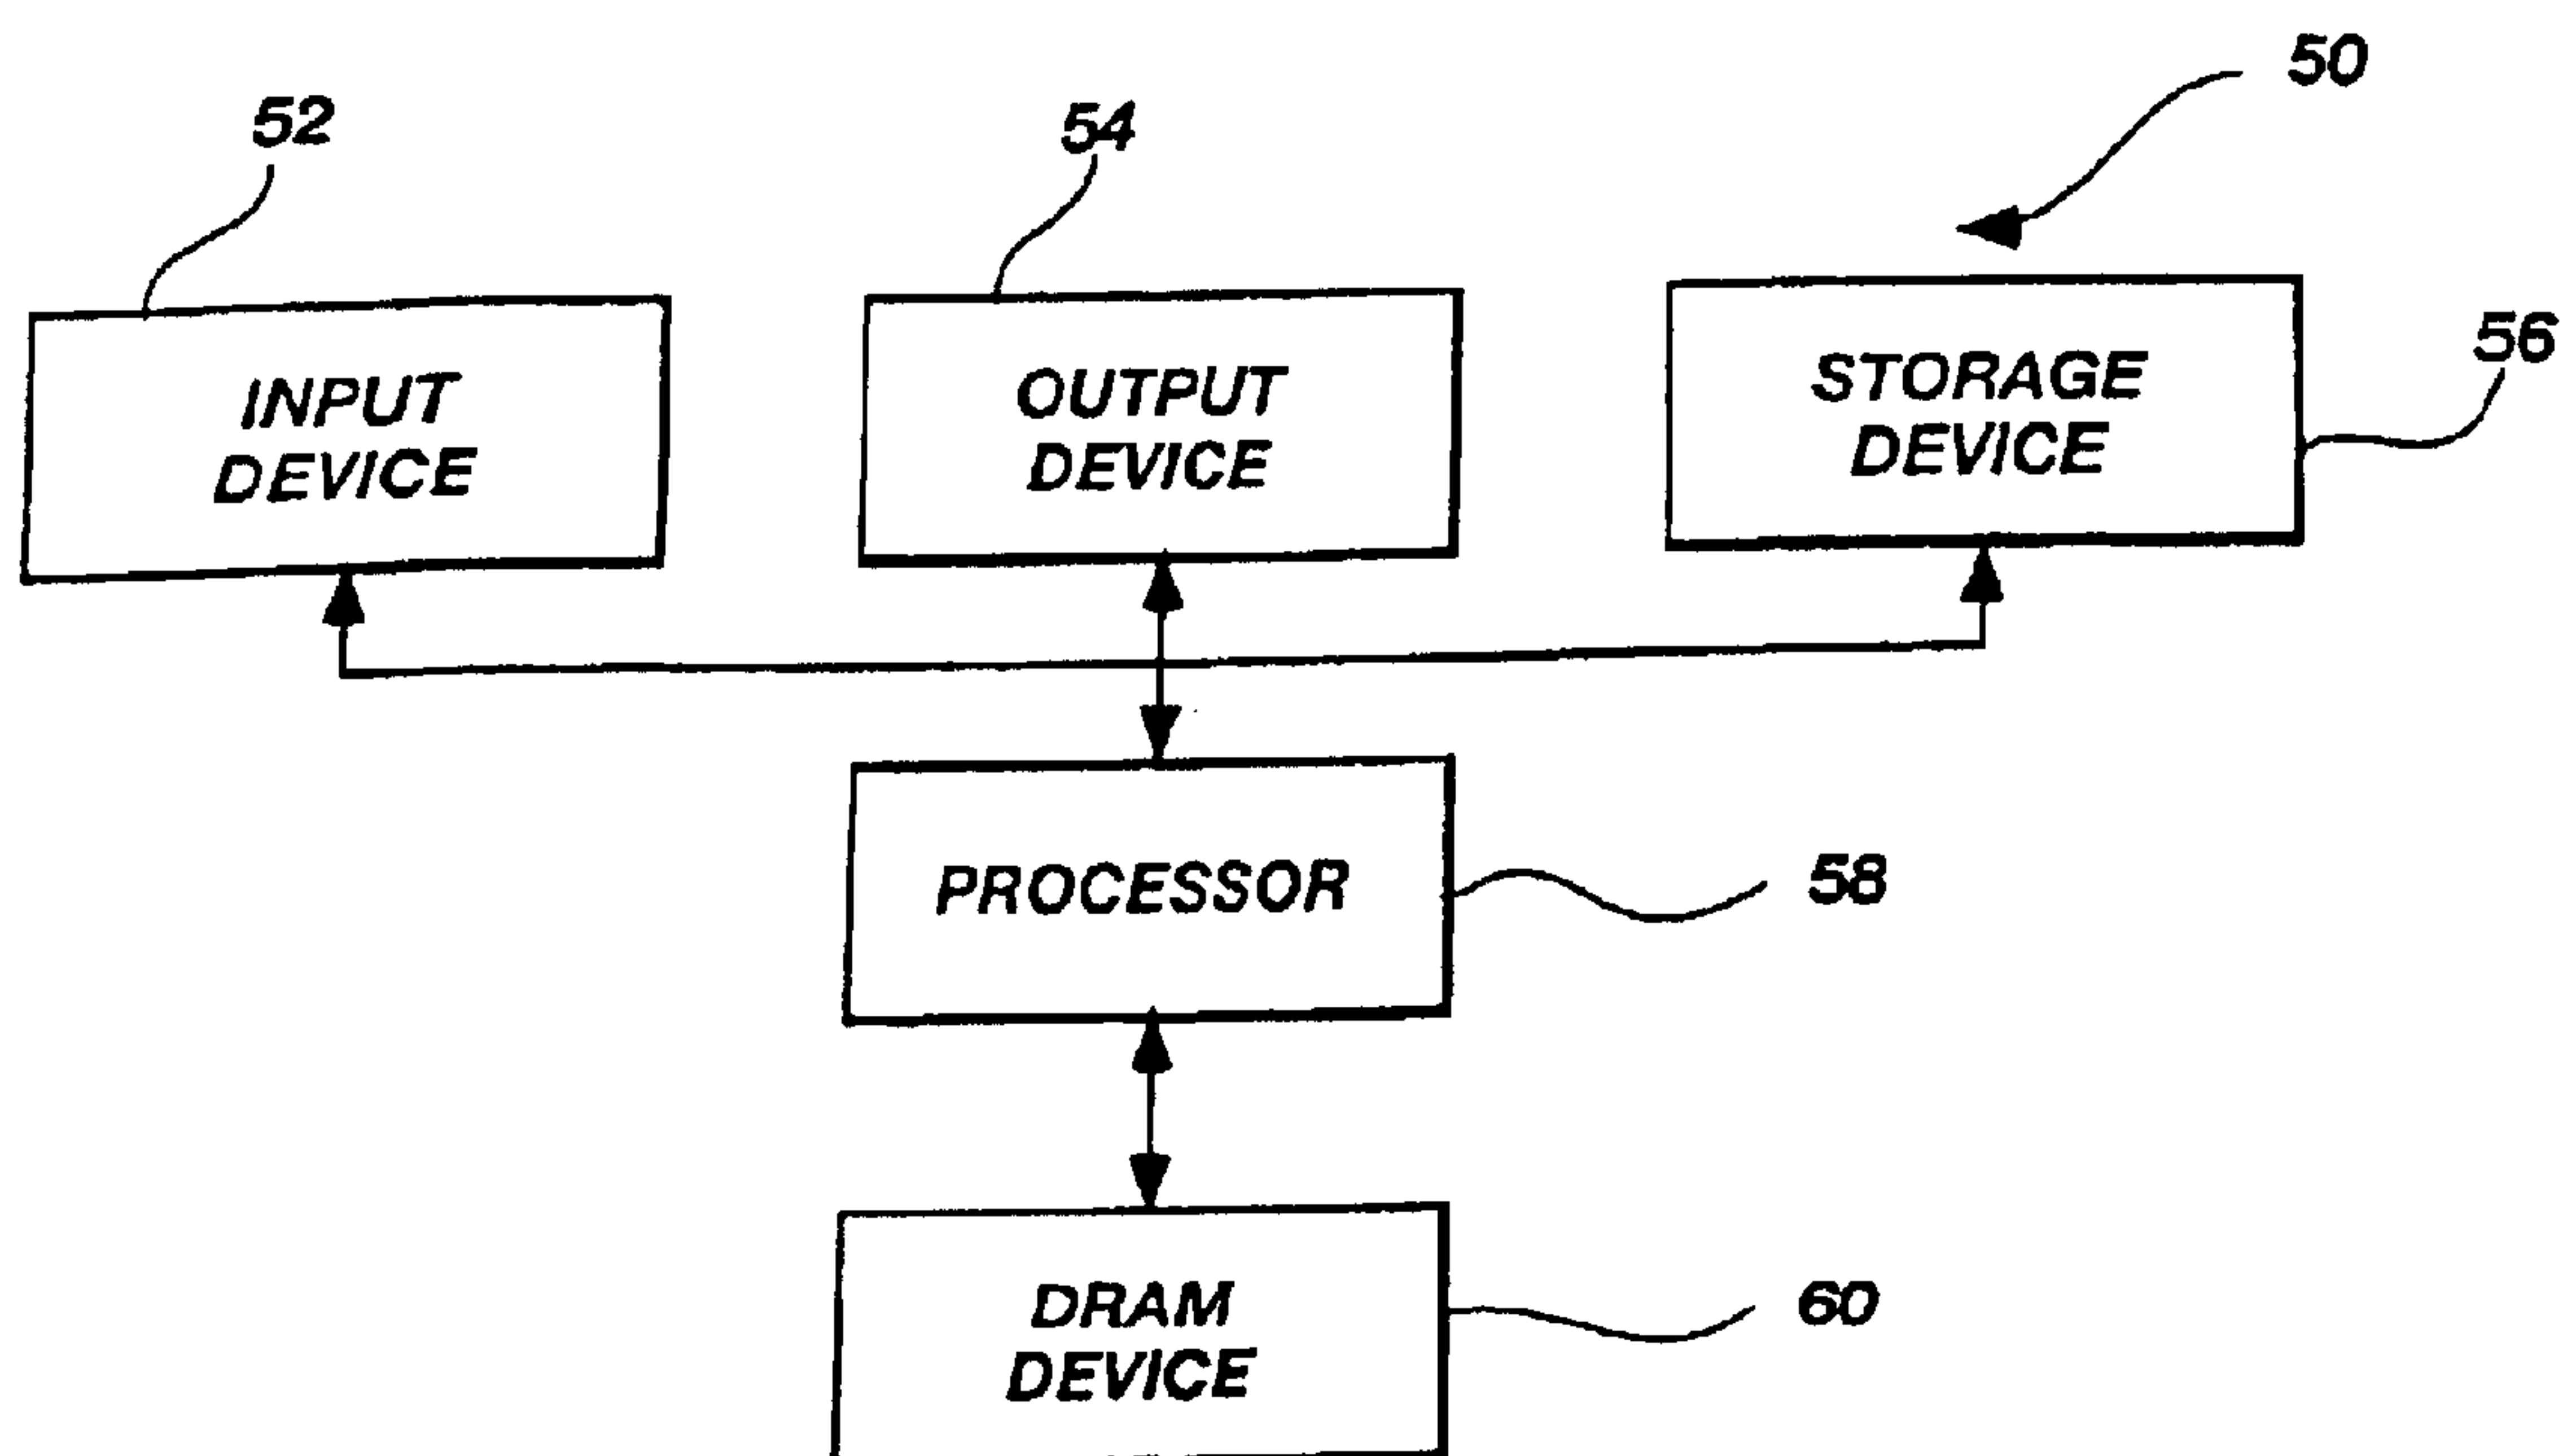 50
52
54
56
INPUT
DEVICE
OUTPUT
DEVICE
STORAGE
DEVICE
PROCESSOR
58
DRAM
DEVICE
60